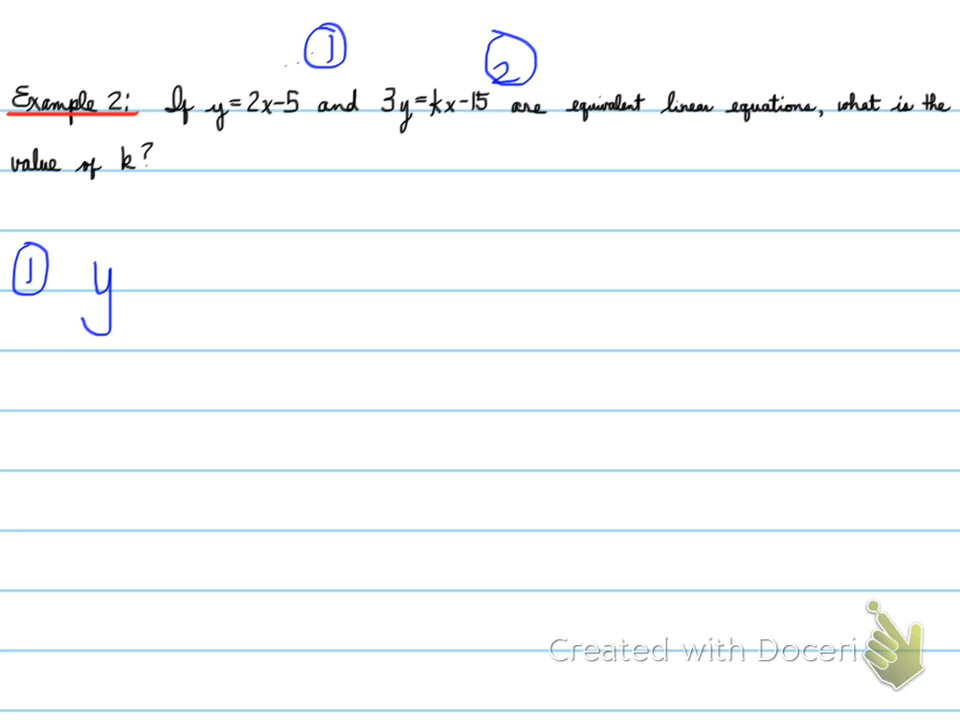 ① ②
Example 2: If y=2x-5 and 3y=kx-15 are equivalent linear equations, what is the
value of k?
① y
Created with Doceri